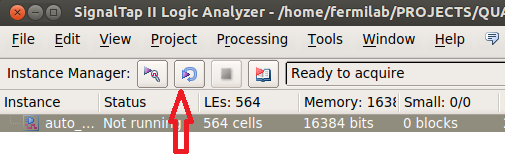 SignalTap II Logic Analyzer - /home/fermilab/PROJECTS/QUA
File Edit View Project Processing Tools Window Help
Instance Manager: Ready to acquire
Instance Status LEs: 564 Memory: 1638 Small: 0/0
auto_... Not running 564 cells 16384 bits 0 blocks